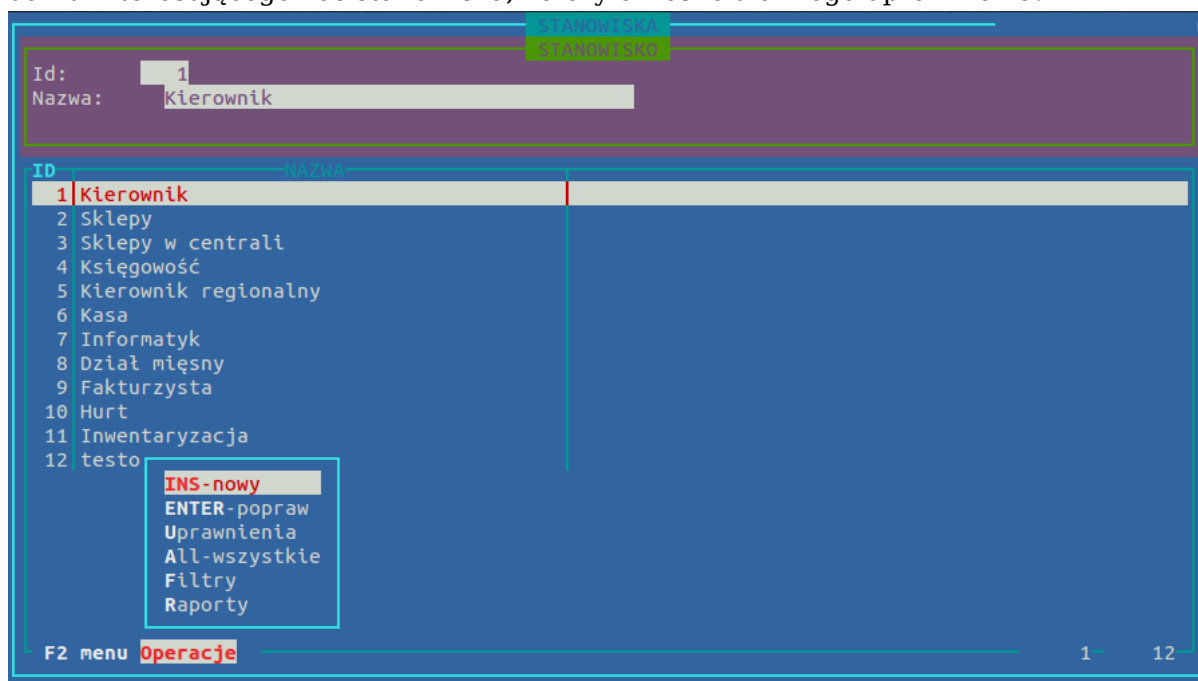 STANOWISKA
STANOWISKO
Id: 1
Nazwa: Kierownik
ID NAZWA
1 Kierownik
2 Sklepy
3 Sklepy w centrali
4 Księgowość
5 Kierownik regionalny
6 Kasa
7 Informatyk
8 Dział mięsny
9 Fakturzysta
10 Hurt
11 Inwentaryzacja
12 testo
INS-nowy
ENTER-popraw
Uprawnienia
All-wszystkie
Filtry
Raporty
F2 menu Operacje 1 12